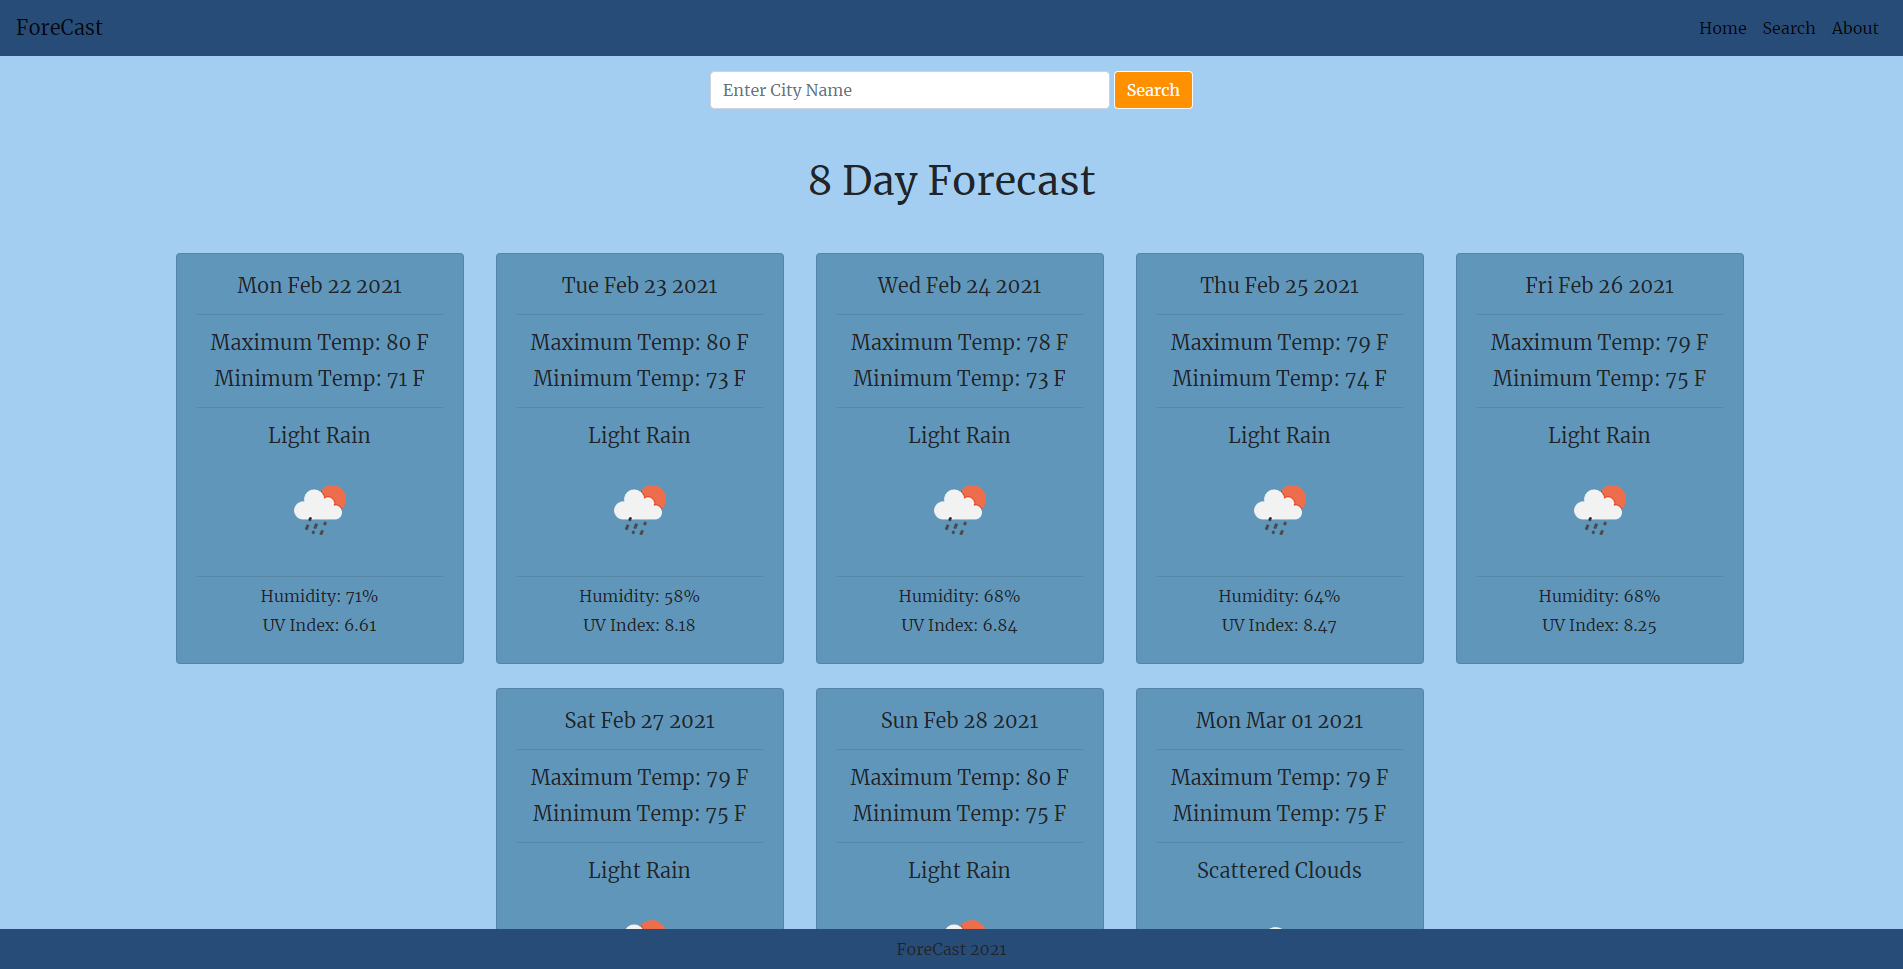 ForeCast
Home Search About
Enter City Name
Search
8 Day Forecast
Mon Feb 22 2021
Maximum Temp: 80 F
Minimum Temp: 71 F
Light Rain
Humidity: 71%
UV Index: 6.61
Tue Feb 23 2021
Maximum Temp: 80 F
Minimum Temp: 73 F
Light Rain
Humidity: 58%
UV Index: 8.18
Wed Feb 24 2021
Maximum Temp: 78 F
Minimum Temp: 73 F
Light Rain
Humidity: 68%
UV Index: 6.84
Thu Feb 25 2021
Maximum Temp: 79 F
Minimum Temp: 74 F
Light Rain
Humidity: 64%
UV Index: 8.47
Fri Feb 26 2021
Maximum Temp: 79 F
Minimum Temp: 75 F
Light Rain
Humidity: 68%
UV Index: 8.25
Sat Feb 27 2021
Maximum Temp: 79 F
Minimum Temp: 75 F
Light Rain
Sun Feb 28 2021
Maximum Temp: 80 F
Minimum Temp: 75 F
Light Rain
Mon Mar 01 2021
Maximum Temp: 79 F
Minimum Temp: 75 F
Scattered Clouds
ForeCast 2021